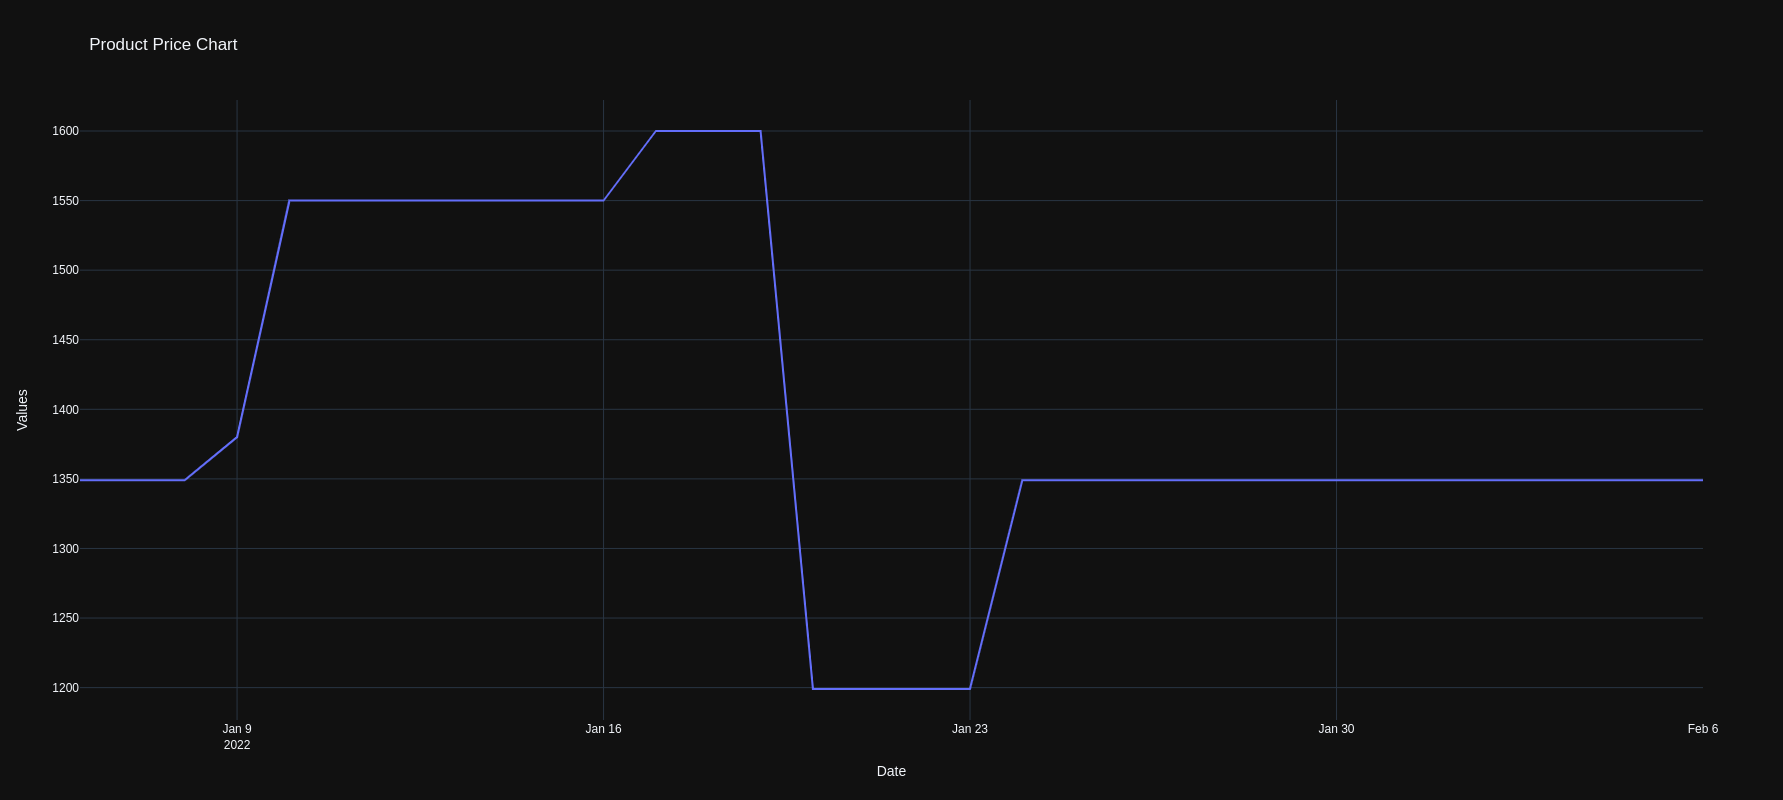 Product Price Chart
1600
1550
1500
1450
1400
1350
1300
1250
1200
Values
Jan 9
2022
Jan 16
Jan 23
Jan 30
Feb 6
Date